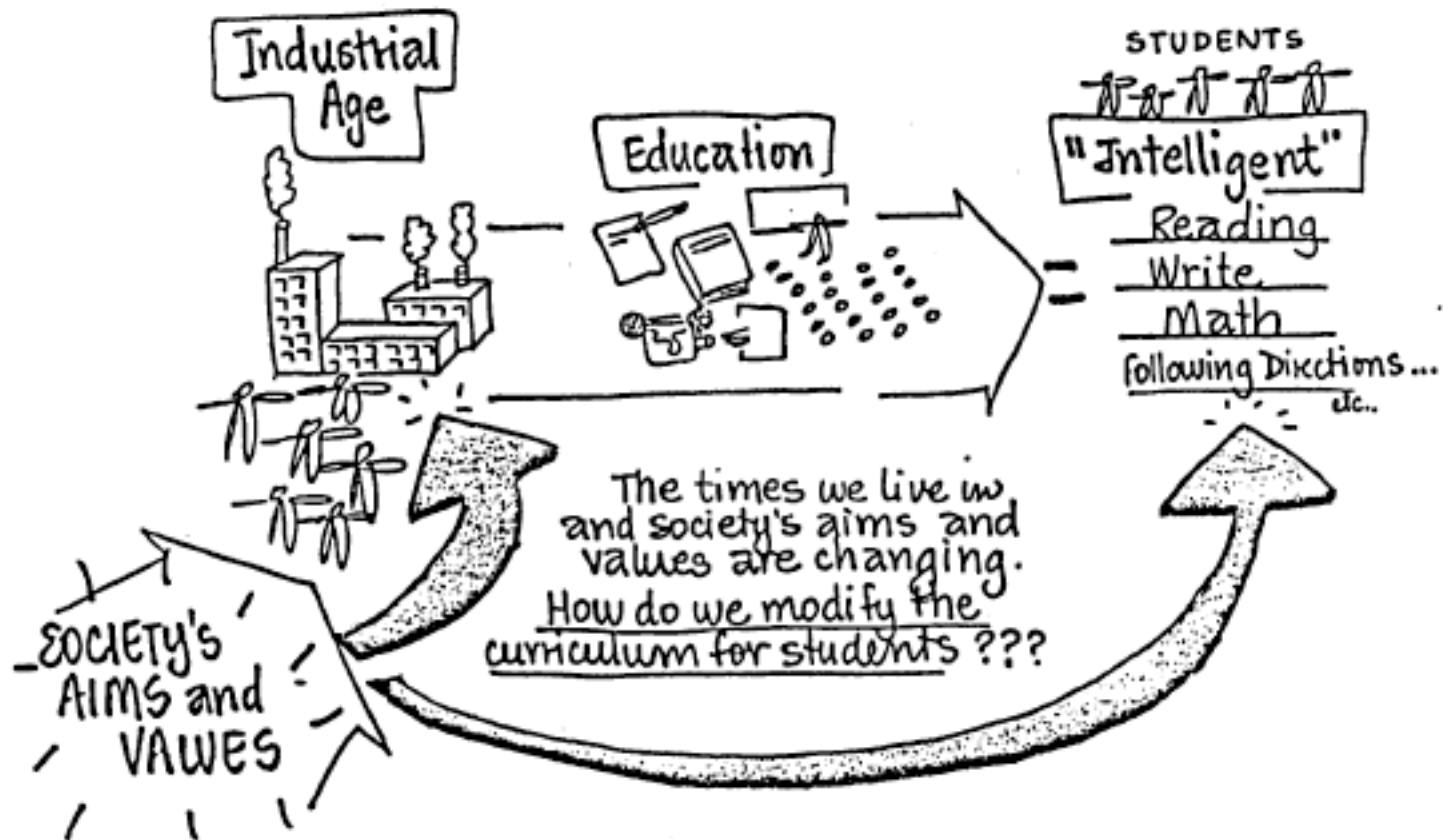 Industrial
Age
Education
STUDENTS
"Intelligent"
Reading
Write
Math
Following Directions...
etc..
The times we live in,
and society's aims and
values are changing.
How do we modify the
curriculum for students ???
SOCIETY'S
AIMS and
VALUES